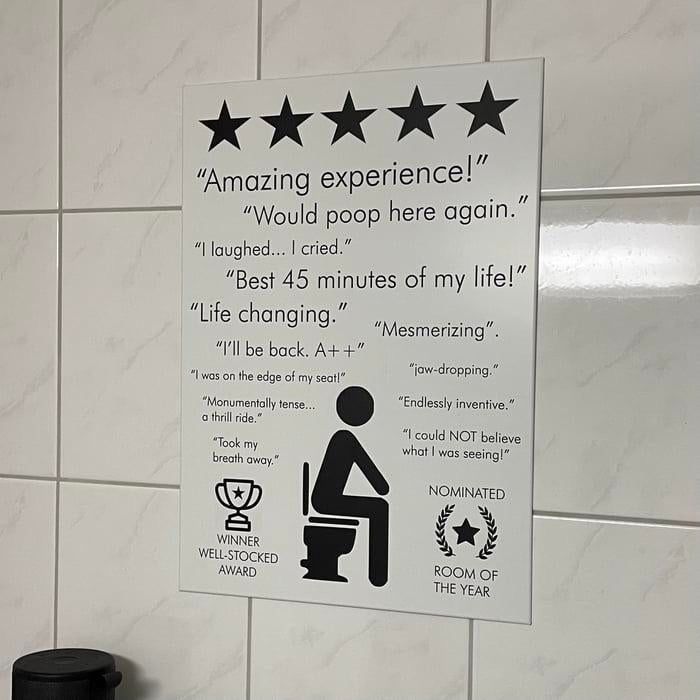 “Amazing experience!”
“Would poop here again.”
“I laughed... I cried.”
“Best 45 minutes of my life!”
“Life changing.”
“Mesmerizing”.
“I’ll be back. A++”
“jaw-dropping.”
“I was on the edge of my seat!”
“Monumentally tense...
a thrill ride.”
“Endlessly inventive.”
“Took my
breath away.”
“I could NOT believe
what I was seeing!”
WINNER
WELL-STOCKED
AWARD
NOMINATED
ROOM OF
THE YEAR